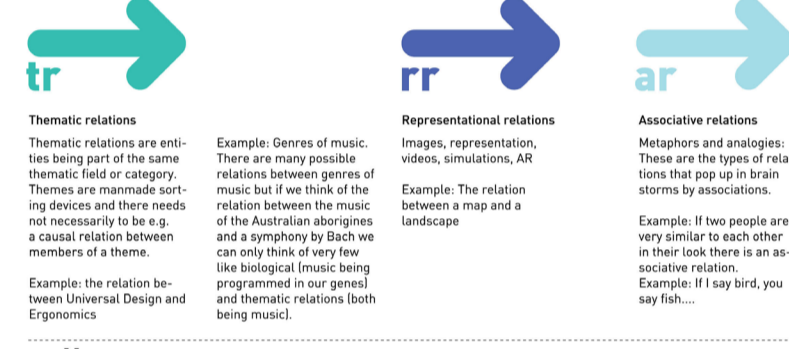 tr
Thematic relations
Thematic relations are enti-
ties being part of the same
thematic field or category.
Themes are manmade sort-
ing devices and there needs
not necessarily to be e.g.
a causal relation between
members of a theme.
Example: the relation be-
tween Universal Design and
Ergonomics
Example: Genres of music.
There are many possible
relations between genres of
music but if we think of the
relation between the music
of the Australian aborigines
and a symphony by Bach we
can only think of very few
like biological (music being
programmed in our genes)
and thematic relations (both
being music).
rr
Representational relations
Images, representation,
videos, simulations, AR
Example: The relation
between a map and a
landscape
ar
Associative relations
Metaphors and analogies:
These are the types of rela
tions that pop up in brain
storms by associations.
Example: If two people are
very similar to each other
in their look there is an as-
sociative relation.
Example: If I say bird, you
say fish....